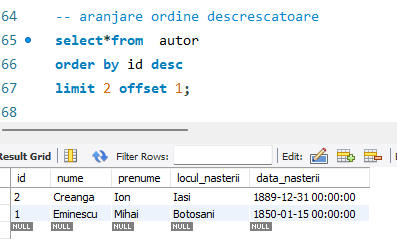 64 -- aranjare ordine descrescatoare
65 select*from autor
66 order by id desc
67 limit 2 offset 1;
68
Result Grid Filter Rows: Edit:
id nume prenume locul_nasterii data_nasterii
2 Creanga Ion Iasi 1889-12-31 00:00:00
1 Eminescu Mihai Botosani 1850-01-15 00:00:00
NULL NULL NULL NULL NULL